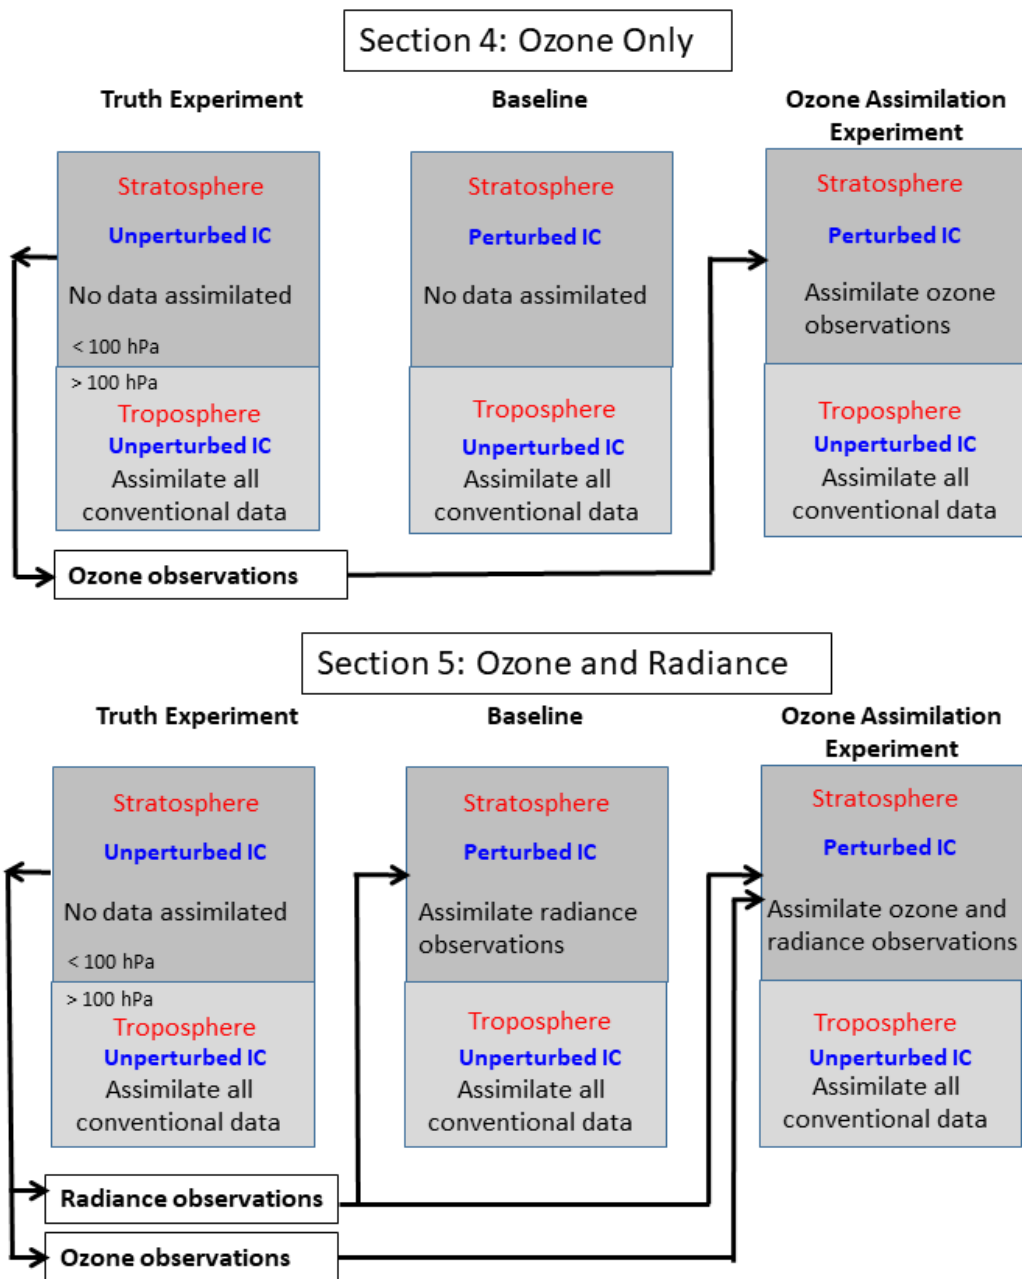 Section 4: Ozone Only
Truth Experiment
Baseline
Ozone Assimilation
Experiment
Stratosphere
Unperturbed IC
No data assimilated
< 100 hPa
> 100 hPa
Troposphere
Unperturbed IC
Assimilate all
conventional data
Stratosphere
Perturbed IC
No data assimilated
Troposphere
Unperturbed IC
Assimilate all
conventional data
Stratosphere
Perturbed IC
Assimilate ozone
observations
Troposphere
Unperturbed IC
Assimilate all
conventional data
Ozone observations
Section 5: Ozone and Radiance
Truth Experiment
Baseline
Ozone Assimilation
Experiment
Stratosphere
Unperturbed IC
No data assimilated
< 100 hPa
> 100 hPa
Troposphere
Unperturbed IC
Assimilate all
conventional data
Stratosphere
Perturbed IC
Assimilate radiance
observations
Troposphere
Unperturbed IC
Assimilate all
conventional data
Stratosphere
Perturbed IC
Assimilate ozone and
radiance observations
Troposphere
Unperturbed IC
Assimilate all
conventional data
Radiance observations
Ozone observations